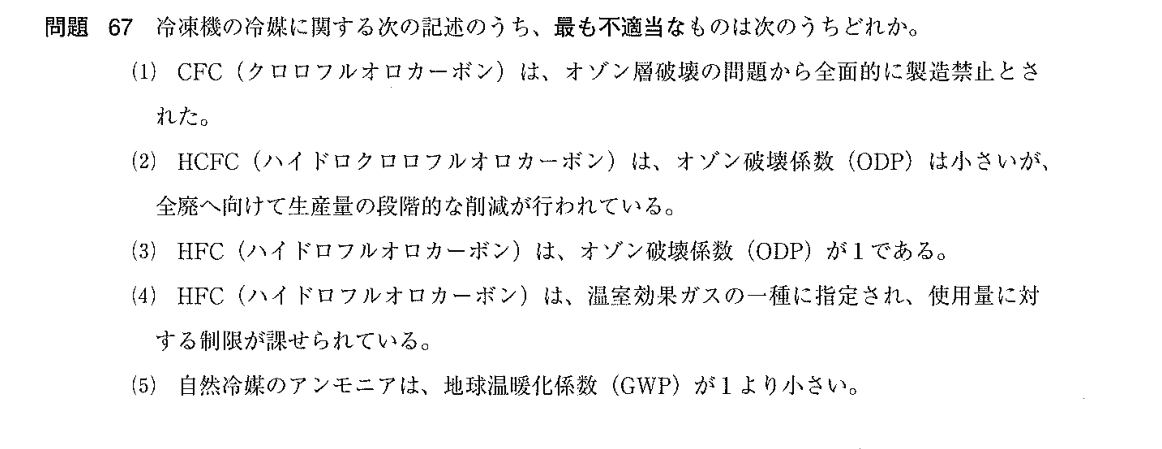 問題 67 冷凍機の冷媒に関する次の記述のうち、最も不適当なものは次のうちどれか。
(1) CFC（クロロフルオロカーボン）は、オゾン層破壊の問題から全面的に製造禁止とさ
れた。
(2) HCFC（ハイドロクロロフルオロカーボン）は、オゾン破壊係数（ODP）は小さいが、
全廃へ向けて生産量の段階的な削減が行われている。
(3) HFC（ハイドロフルオロカーボン）は、オゾン破壊係数（ODP）が1である。
(4) HFC（ハイドロフルオロカーボン）は、温室効果ガスの一種に指定され、使用量に対
する制限が課せられている。
(5) 自然冷媒のアンモニアは、地球温暖化係数（GWP）が1より小さい。